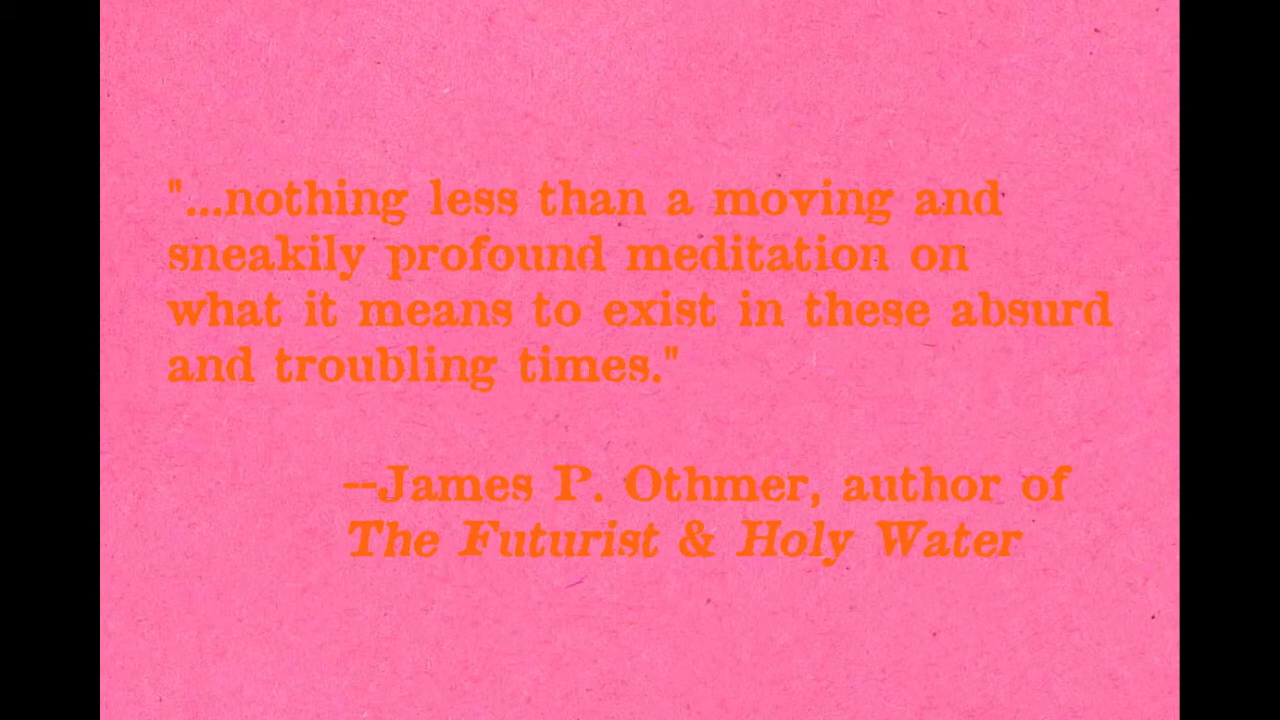 "...nothing less than a moving and
sneakily profound meditation on
what it means to exist in these absurd
and troubling times."
--James P. Othmer, author of
The Futurist & Holy Water